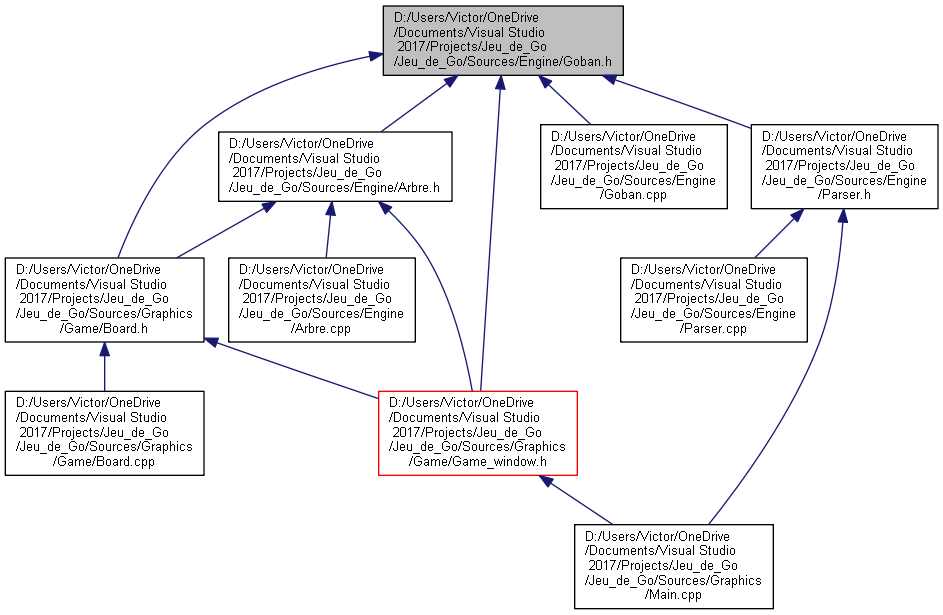 D:/Users/Victor/OneDrive
/Documents/Visual Studio
2017/Projects/Jeu_de_Go
/Jeu_de_Go/Sources/Engine/Goban.h
D:/Users/Victor/OneDrive
/Documents/Visual Studio
2017/Projects/Jeu_de_Go
/Jeu_de_Go/Sources/Engine/Arbre.h
D:/Users/Victor/OneDrive
/Documents/Visual Studio
2017/Projects/Jeu_de_Go
/Jeu_de_Go/Sources/Engine
/Goban.cpp
D:/Users/Victor/OneDrive
/Documents/Visual Studio
2017/Projects/Jeu_de_Go
/Jeu_de_Go/Sources/Engine
/Parser.h
D:/Users/Victor/OneDrive
/Documents/Visual Studio
2017/Projects/Jeu_de_Go
/Jeu_de_Go/Sources/Graphics
/Game/Board.h
D:/Users/Victor/OneDrive
/Documents/Visual Studio
2017/Projects/Jeu_de_Go
/Jeu_de_Go/Sources/Engine
/Arbre.cpp
D:/Users/Victor/OneDrive
/Documents/Visual Studio
2017/Projects/Jeu_de_Go
/Jeu_de_Go/Sources/Engine
/Parser.cpp
D:/Users/Victor/OneDrive
/Documents/Visual Studio
2017/Projects/Jeu_de_Go
/Jeu_de_Go/Sources/Graphics
/Game/Board.cpp
D:/Users/Victor/OneDrive
/Documents/Visual Studio
2017/Projects/Jeu_de_Go
/Jeu_de_Go/Sources/Graphics
/Game/Game_window.h
D:/Users/Victor/OneDrive
/Documents/Visual Studio
2017/Projects/Jeu_de_Go
/Jeu_de_Go/Sources/Graphics
/Main.cpp